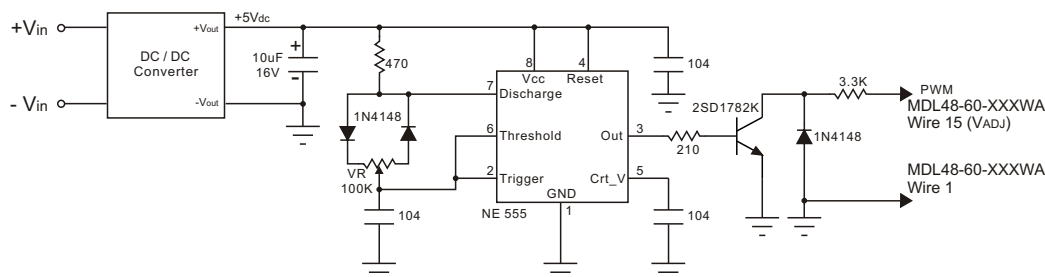 +Vin
- Vin
DC / DC
Converter
+Vout
-Vout
+5Vdc
+
10uF
16V
-
470
1N4148
VR
100K
104
7
Discharge
6
Threshold
2
Trigger
8
Vcc
4
Reset
Out
3
Crt_V
5
GND
1
NE 555
104
104
210
2SD1782K
1N4148
3.3K
PWM
MDL48-60-XXXWA
Wire 15 (VADJ)
MDL48-60-XXXWA
Wire 1